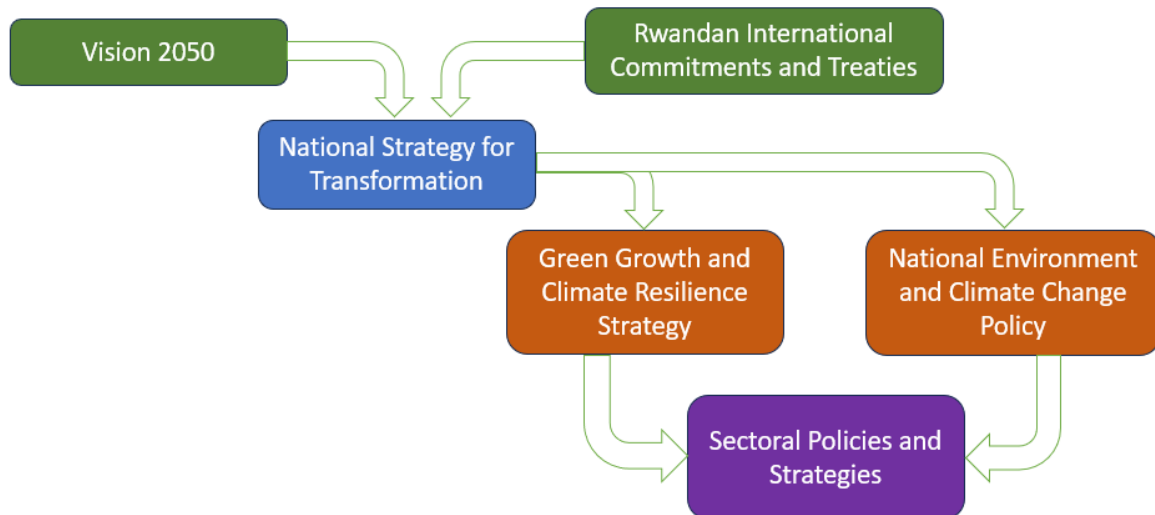 Vision 2050
Rwandan International
Commitments and Treaties
National Strategy for
Transformation
Green Growth and
Climate Resilience
Strategy
National Environment
and Climate Change
Policy
Sectoral Policies and
Strategies